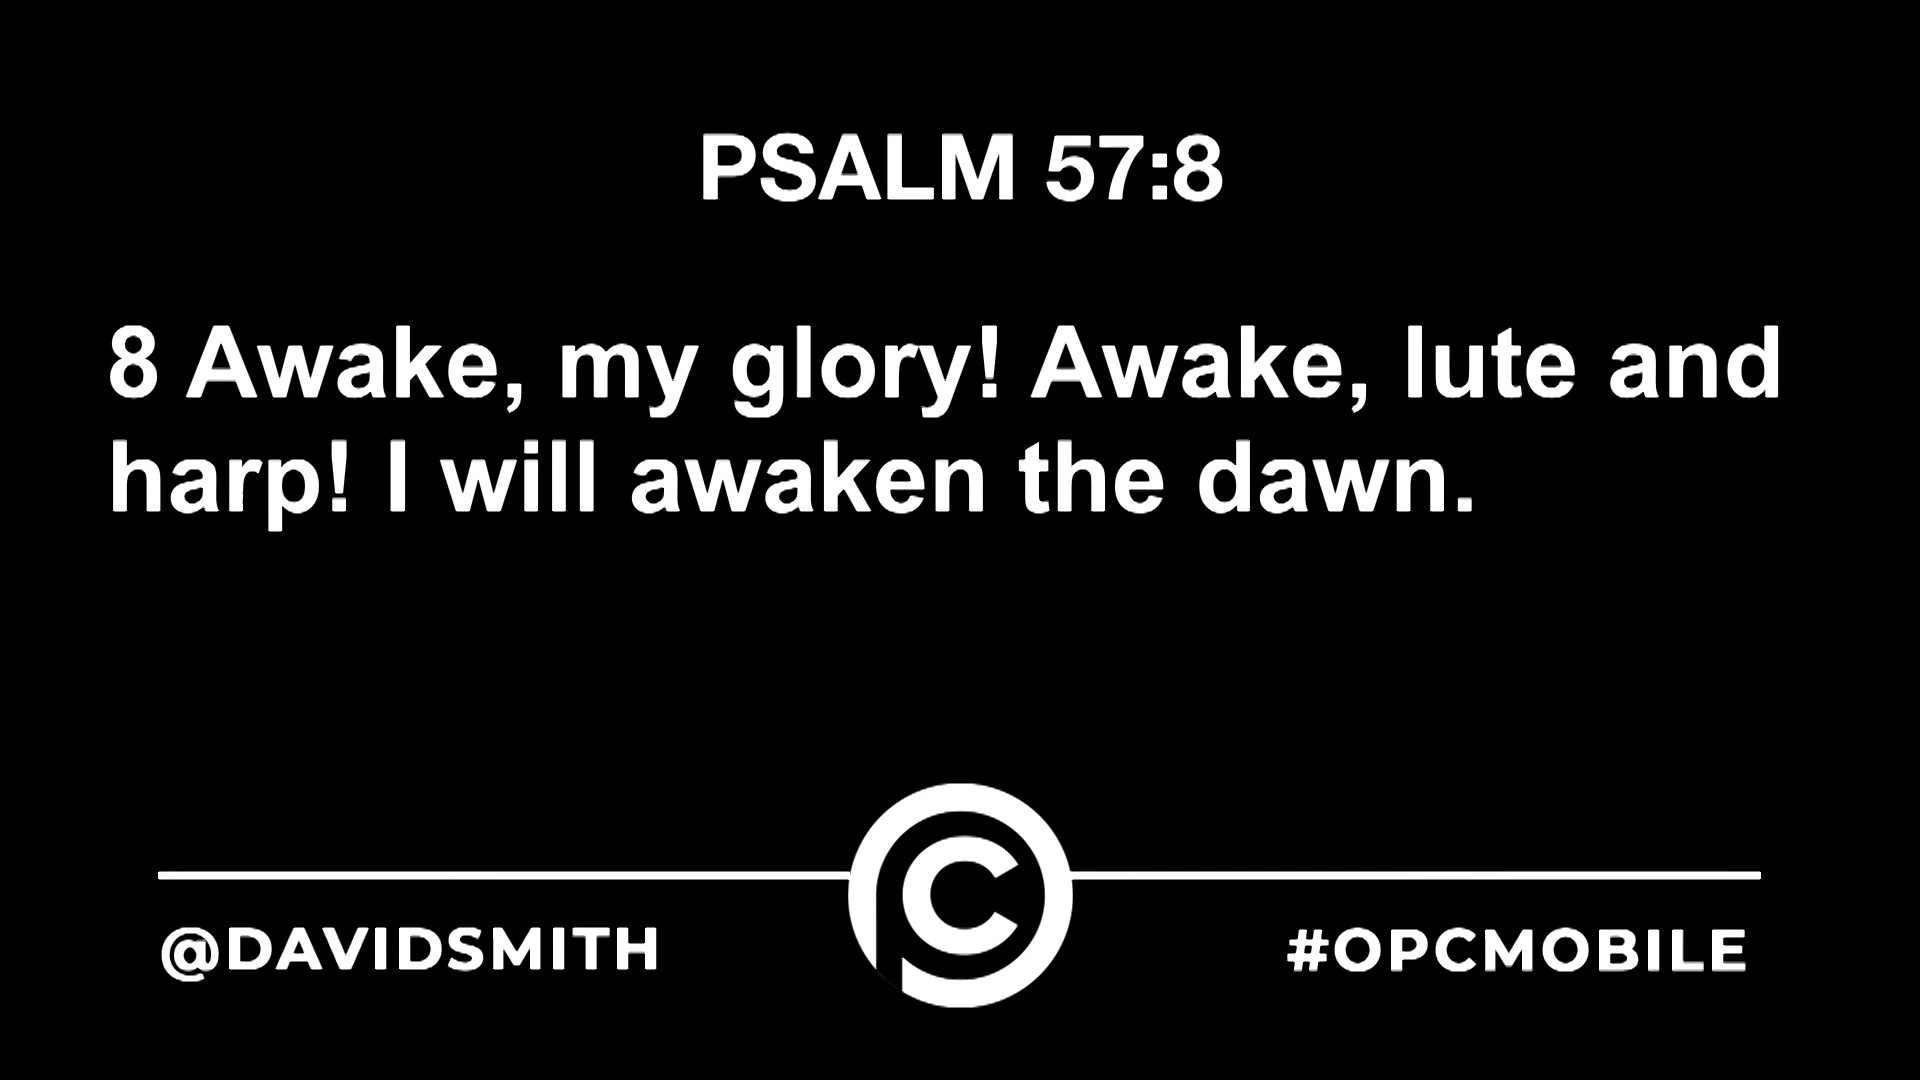 PSALM 57:8
8 Awake, my glory! Awake, lute and
harp! I will awaken the dawn.
@DAVIDSMITH
#OPCMOBILE